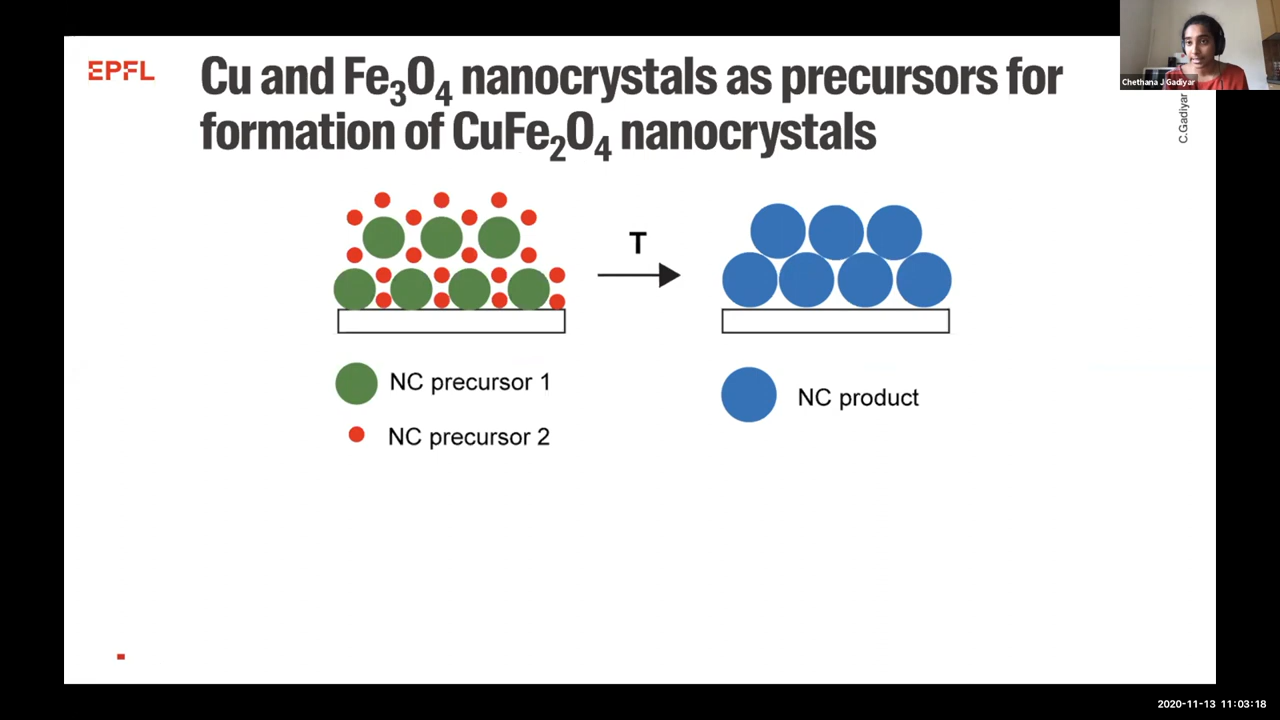 EPFL
Cu and Fe3O4 nanocrystals as precursors for
formation of CuFe2O4 nanocrystals
Chethana J Gadiyar
C.Gadiyar
T
NC precursor 1
NC precursor 2
NC product
2020-11-13 11:03:18